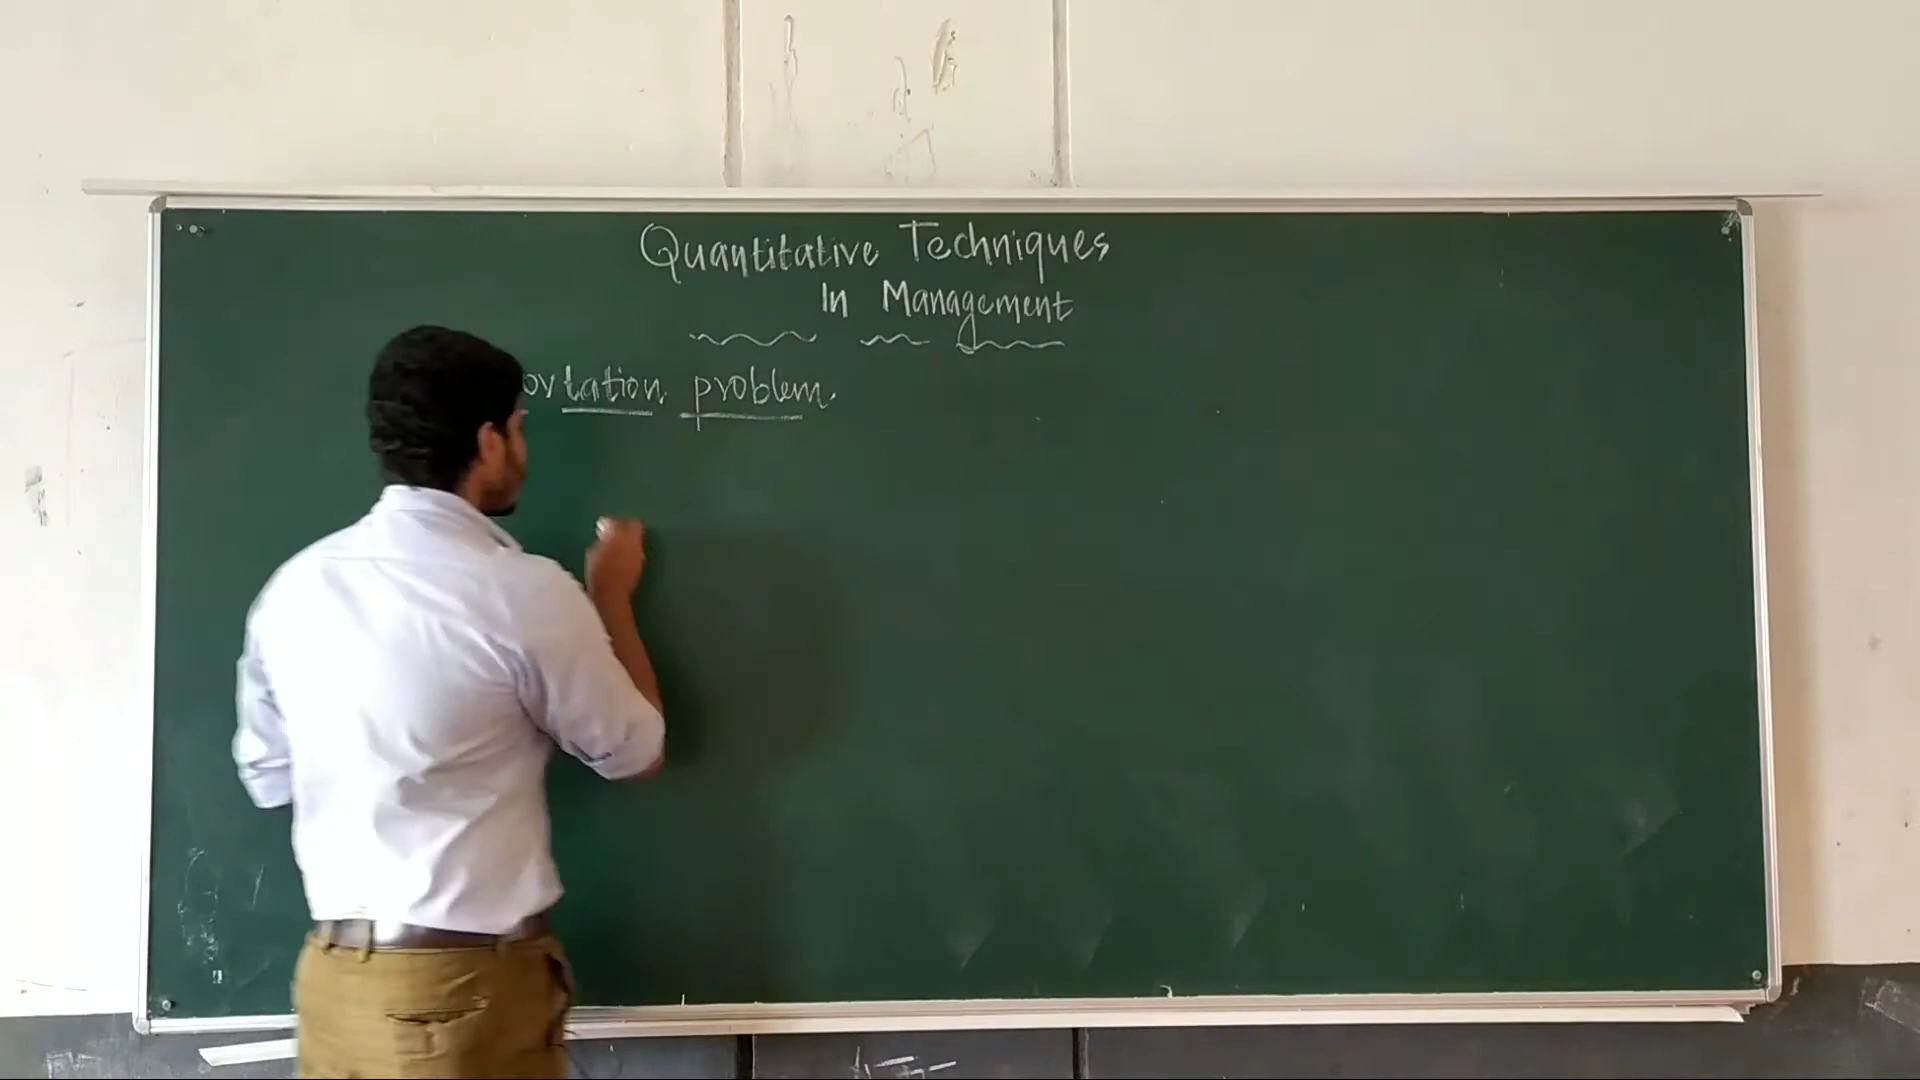 Quantitative Techniques
In Management
ortation problem.